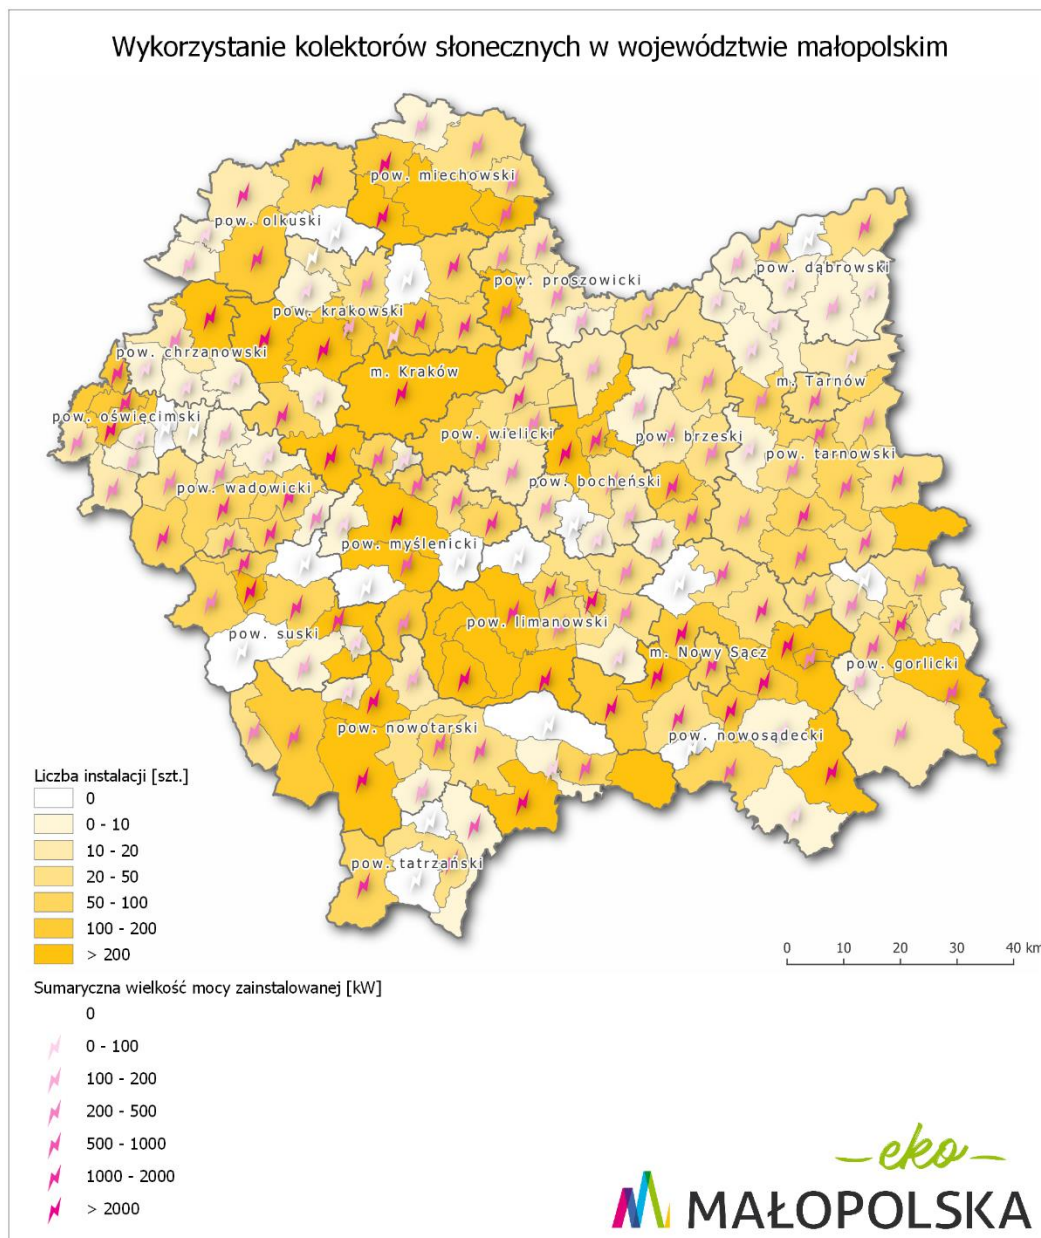 Wykorzystanie kolektorów słonecznych w województwie małopolskim
pow. miechowski
pow. olkuski
pow. dąbrowski
pow. proszowicki
pow. krakowski
pow. chrzanowski
m. Kraków
m. Tarnów
pow. oświęcimski
pow. wielicki
pow. brzeski
pow. tarnowski
pow. bocheński
pow. wadowicki
pow. myślenicki
pow. limanowski
pow. suski
m. Nowy Sącz
pow. gorlicki
pow. nowotarski
pow. nowosądecki
pow. tatrzański
Liczba instalacji [szt.]
0
0 - 10
10 - 20
20 - 50
50 - 100
100 - 200
> 200
0 10 20 30 40 km
Sumaryczna wielkość mocy zainstalowanej [kW]
0
0 - 100
100 - 200
200 - 500
500 - 1000
1000 - 2000
> 2000
eko
MAŁOPOLSKA